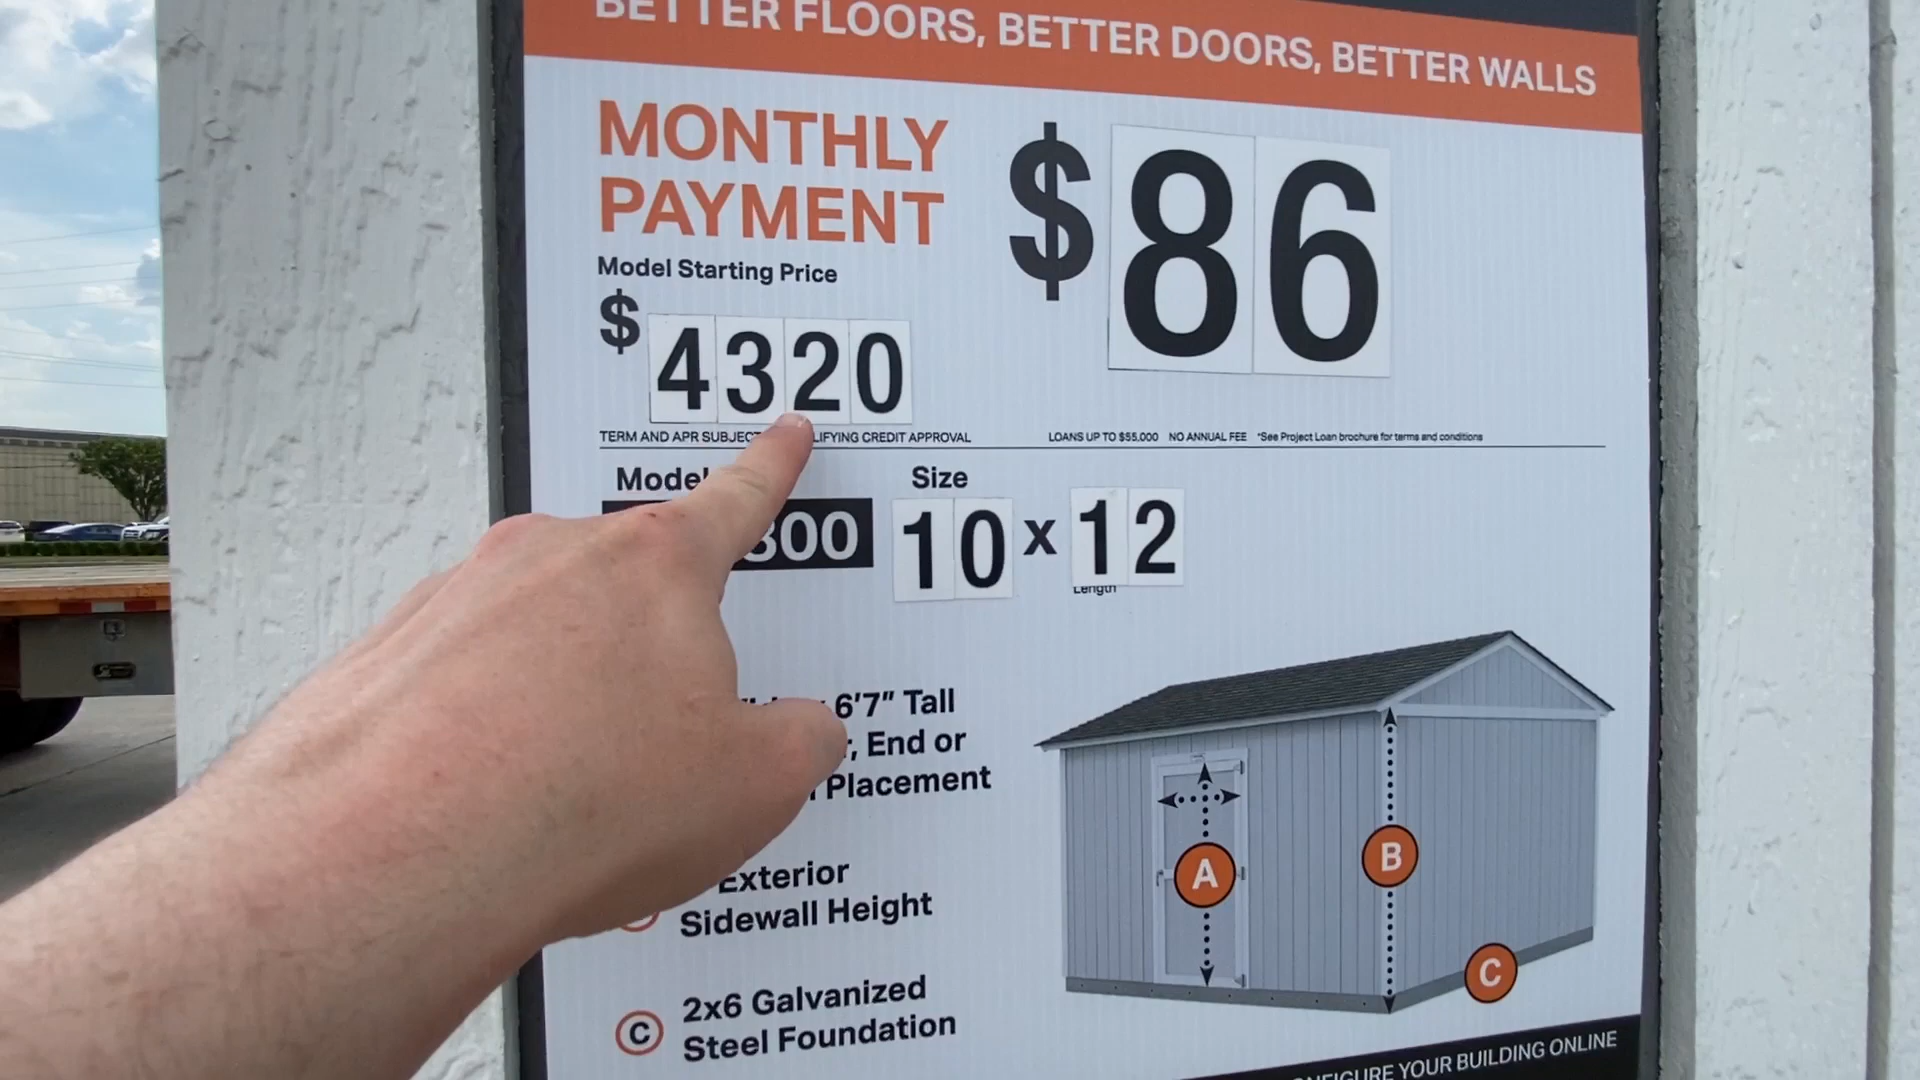 BETTER FLOORS, BETTER DOORS, BETTER WALLS
MONTHLY
PAYMENT
$86
Model Starting Price
$4320
TERM AND APR SUBJECT LIFYING CREDIT APPROVAL LOANS UP TO $55,000 NO ANNUAL FEE *See Project Loan brochure for terms and conditions
Model Size
800 10 x 12
Length
6'7" Tall
, End or
Placement
Exterior
Sidewall Height
C 2x6 Galvanized
Steel Foundation
A
B
C
CONFIGURE YOUR BUILDING ONLINE